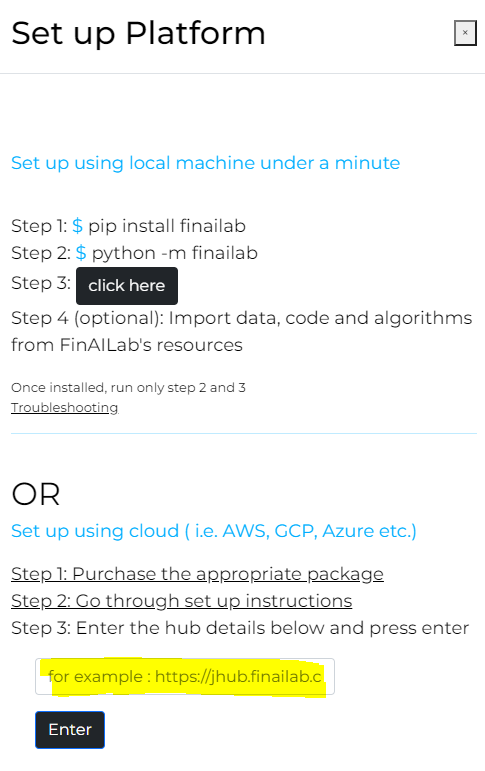 Set up Platform
×
Set up using local machine under a minute
Step 1: $ pip install finailab
Step 2: $ python -m finailab
Step 3: click here
Step 4 (optional): Import data, code and algorithms
from FinAILab's resources
Once installed, run only step 2 and 3
Troubleshooting
OR
Set up using cloud ( i.e. AWS, GCP, Azure etc.)
Step 1: Purchase the appropriate package
Step 2: Go through set up instructions
Step 3: Enter the hub details below and press enter
for example : https://jhub.finailab.c
Enter